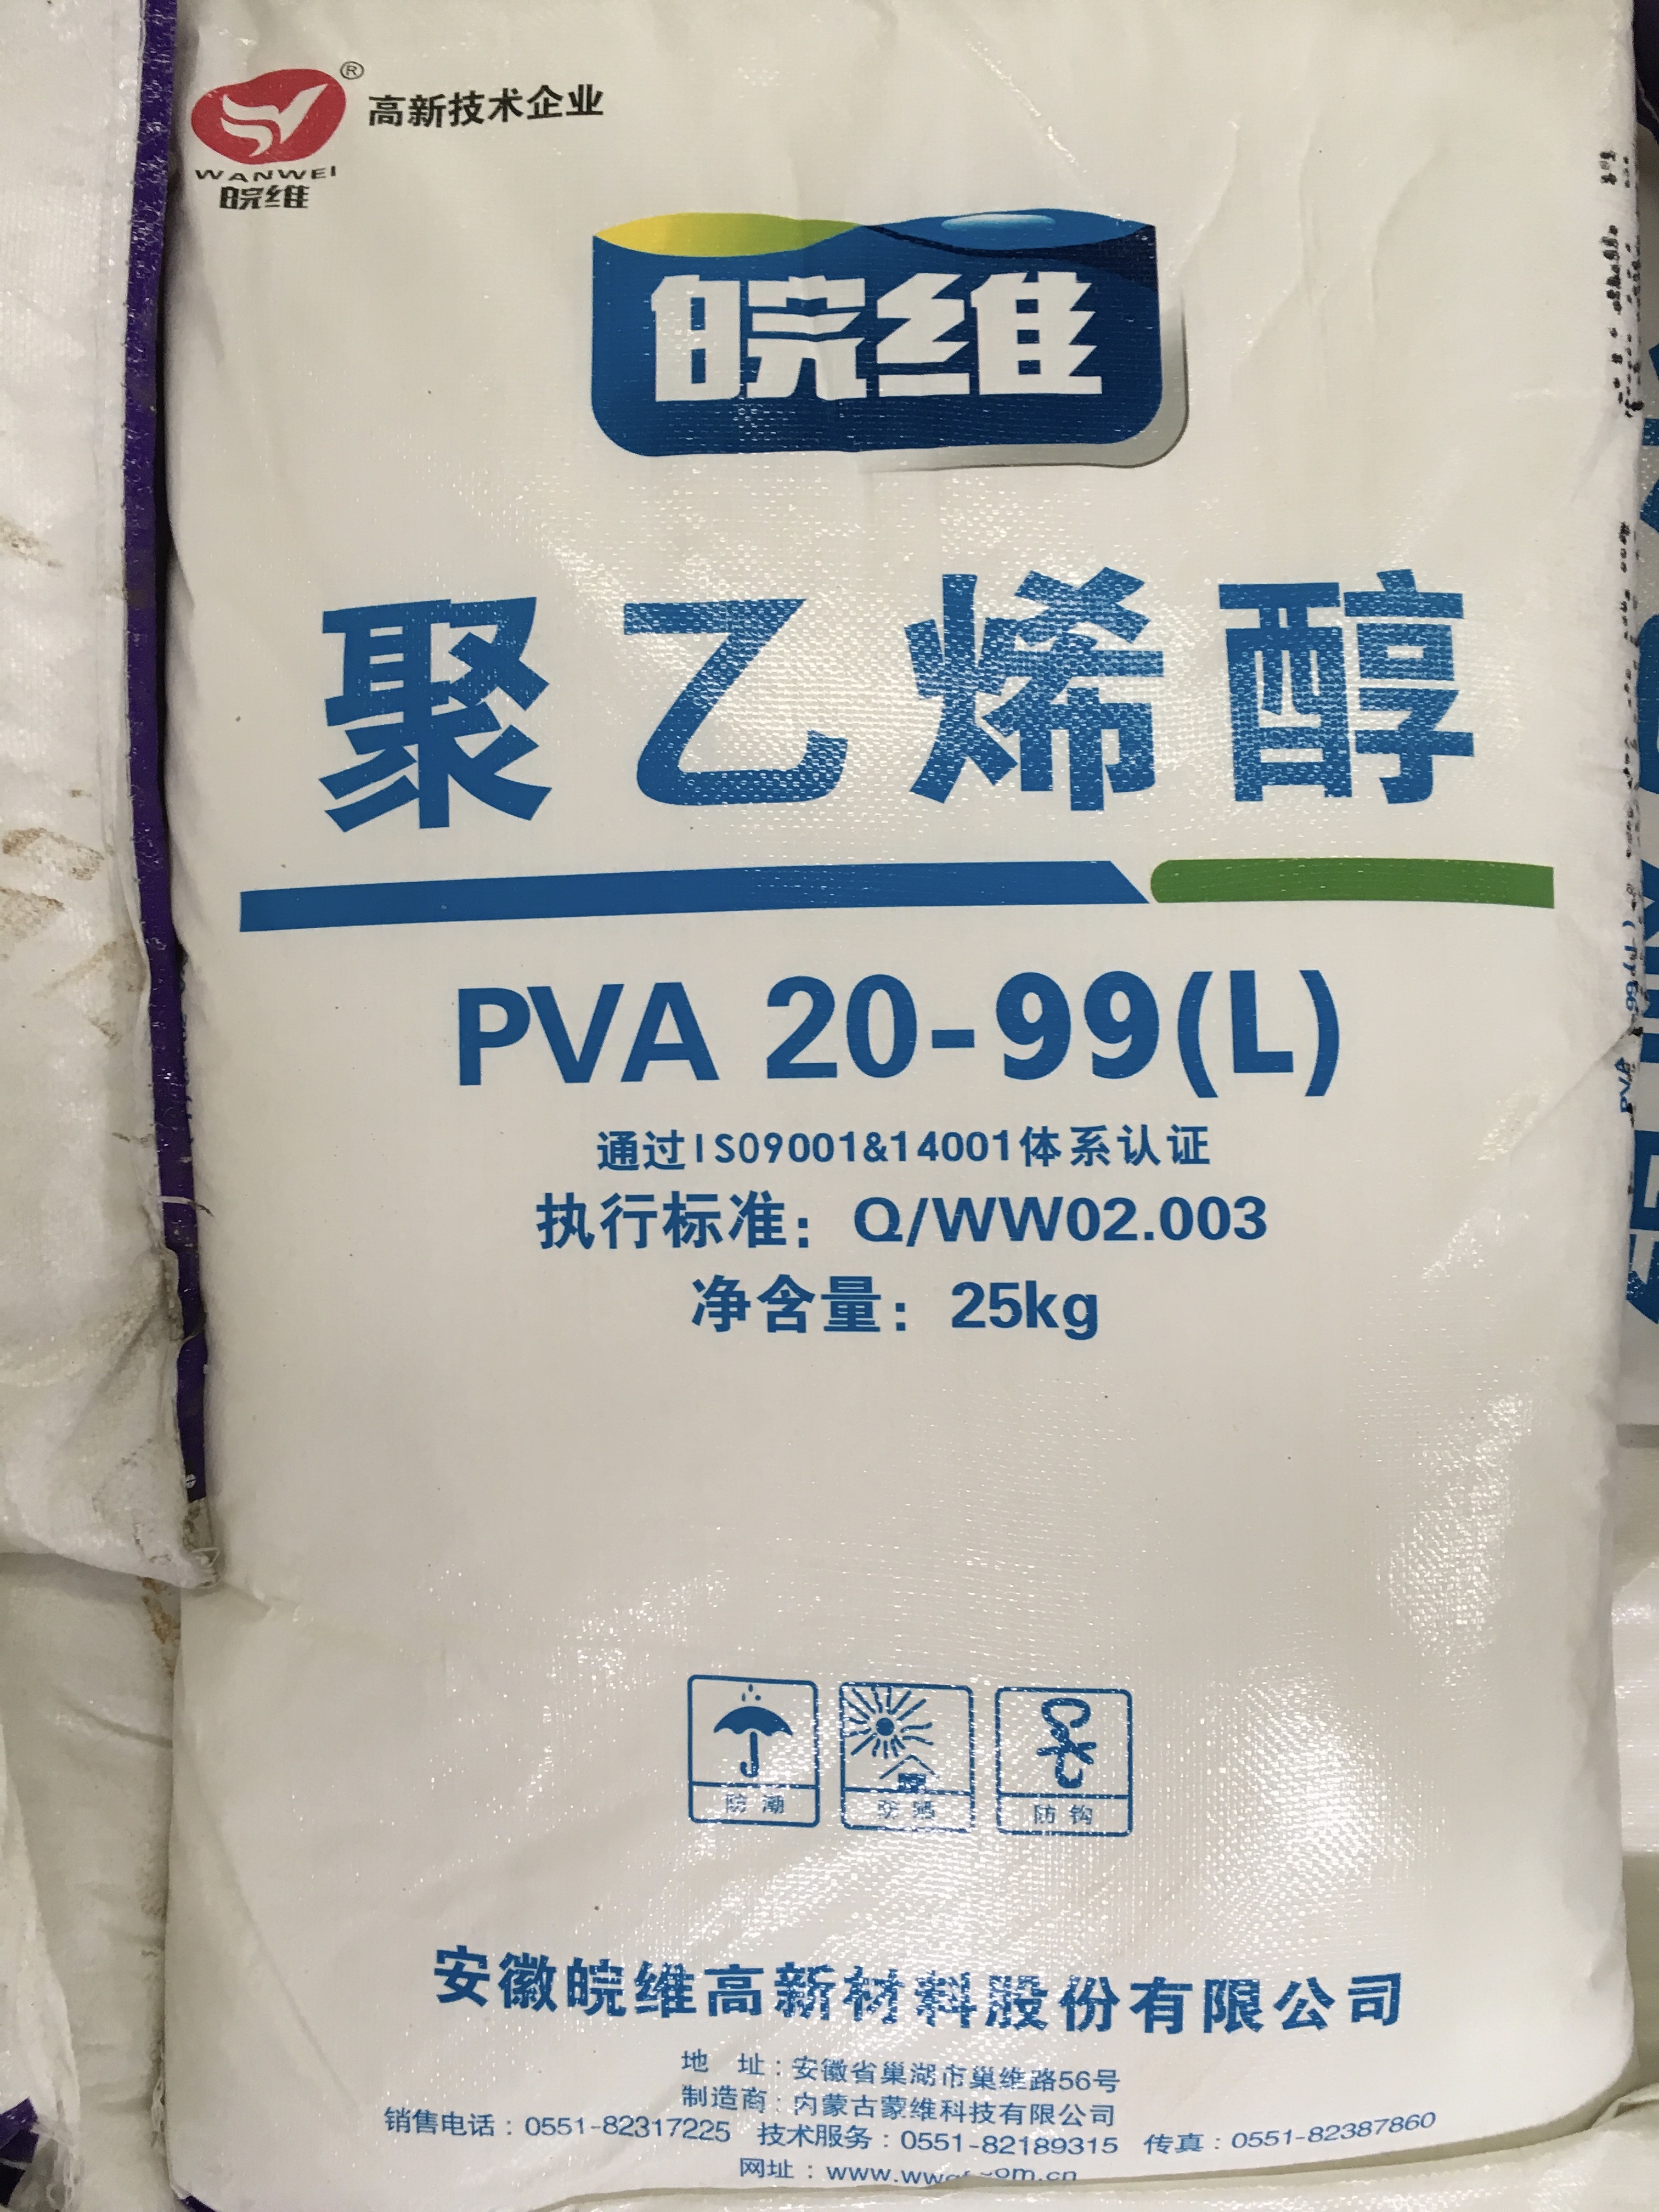 ®
高新技术企业
WANWEI
皖维
皖维
聚乙烯醇
PVA 20-99(L)
通过ISO9001&14001体系认证
执行标准：Q/WW02.003
净含量：25kg
防潮 防晒 防钩
安徽皖维高新材料股份有限公司
地 址：安徽省巢湖市巢维路56号
制造商：内蒙古蒙维科技有限公司
销售电话：0551-82317225 技术服务：0551-82189315 传真：0551-82387860
网址：